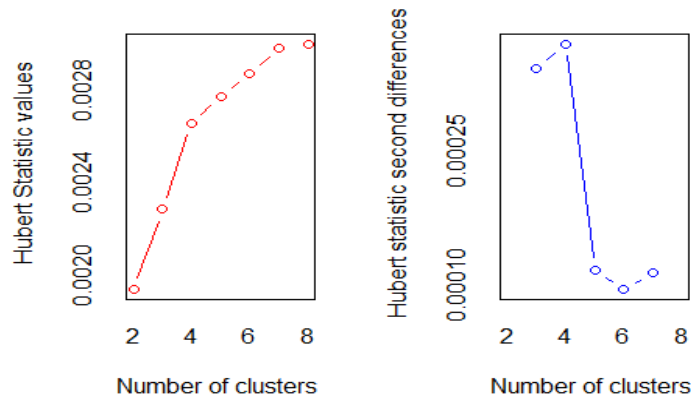 Hubert Statistic values
0.0020 0.0024 0.0028
2 4 6 8
Number of clusters
Hubert statistic second differences
0.00010 0.00025
2 4 6 8
Number of clusters